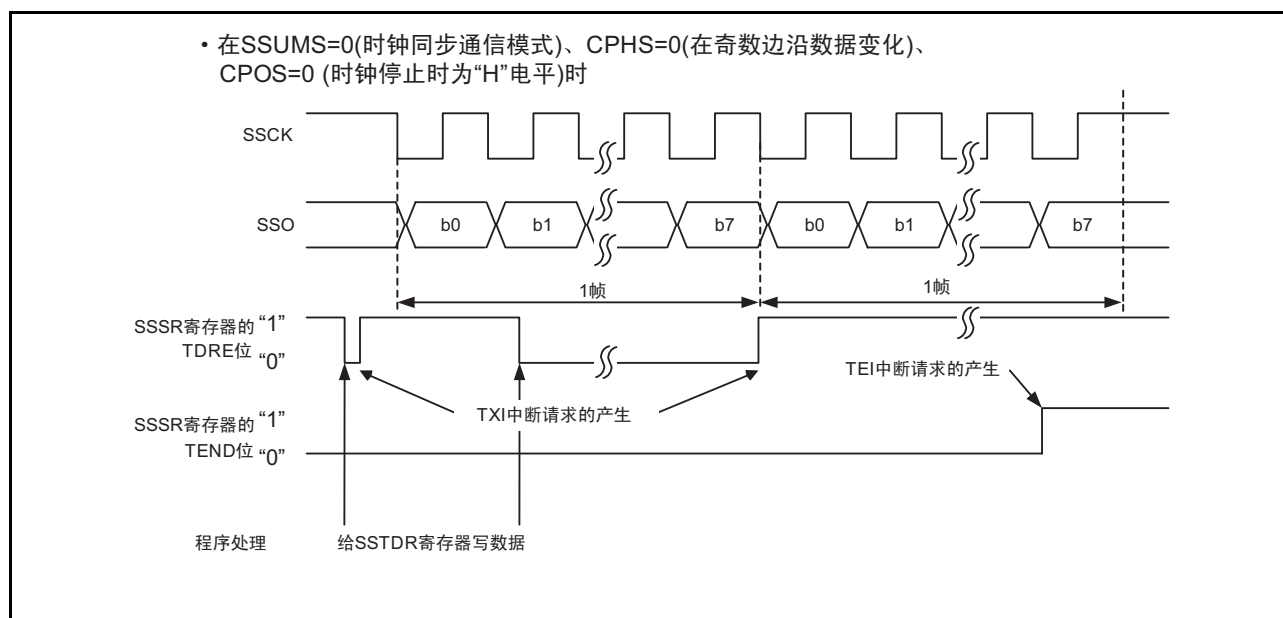 • 在SSUMS=0(时钟同步通信模式)、CPHS=0(在奇数边沿数据变化)、
CPOS=0 (时钟停止时为“H”电平)时
SSCK
SSO
b0
b1
b7
b0
b1
b7
1帧
1帧
SSSR寄存器的 “1”
TDRE位 “0”
TEI中断请求的产生
TXI中断请求的产生
SSSR寄存器的 “1”
TEND位 “0”
程序处理
给SSTDR寄存器写数据